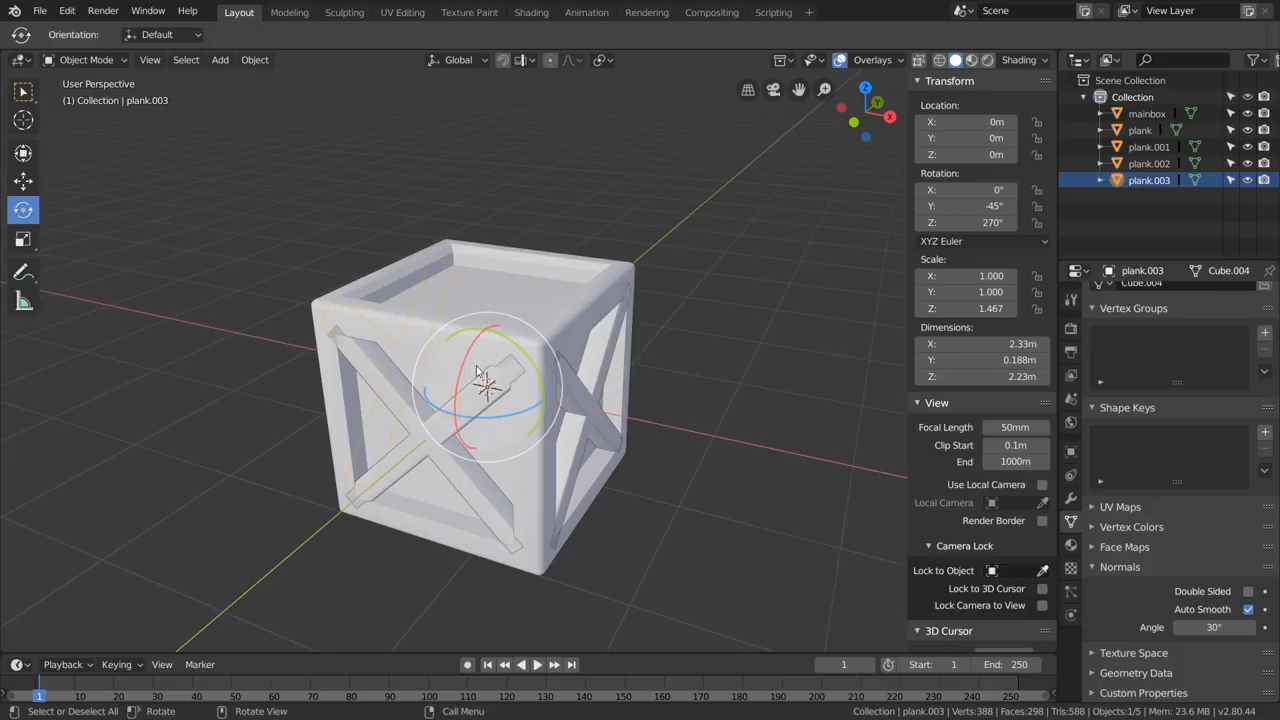 File Edit Render Window Help Layout Modeling Sculpting UV Editing Texture Paint Shading Animation Rendering Compositing Scripting + Scene View Layer
Orientation: Default
Object Mode View Select Add Object Global Overlays Shading
User Perspective
(1) Collection | plank.003
Z
Y
X
Transform
Location:
X: 0m
Y: 0m
Z: 0m
Rotation:
X: 0°
Y: -45°
Z: 270°
XYZ Euler
Scale:
X: 1.000
Y: 1.000
Z: 1.467
Dimensions:
X: 2.33m
Y: 0.188m
Z: 2.23m
View
Focal Length 50mm
Clip Start 0.1m
End 1000m
Use Local Camera
Local Camera
Render Border
Camera Lock
Lock to Object
Lock to 3D Cursor
Lock Camera to View
3D Cursor
Scene Collection
Collection
mainbox
plank
plank.001
plank.002
plank.003
plank.003 Cube.004
Cube.004
Vertex Groups
Shape Keys
UV Maps
Vertex Colors
Face Maps
Normals
Double Sided
Auto Smooth
Angle 30°
Texture Space
Geometry Data
Custom Properties
Playback Keying View Marker 1 Start: 1 End: 250
1 10 20 30 40 50 60 70 80 90 100 110 120 130 140 150 160 170 180 190 200 210 220 230 240 250
Select or Deselect All Rotate Rotate View Call Menu Collection | plank.003 | Verts:388 | Faces:298 | Tris:588 | Objects:1/5 | Mem: 23.6 MB | v2.80.44